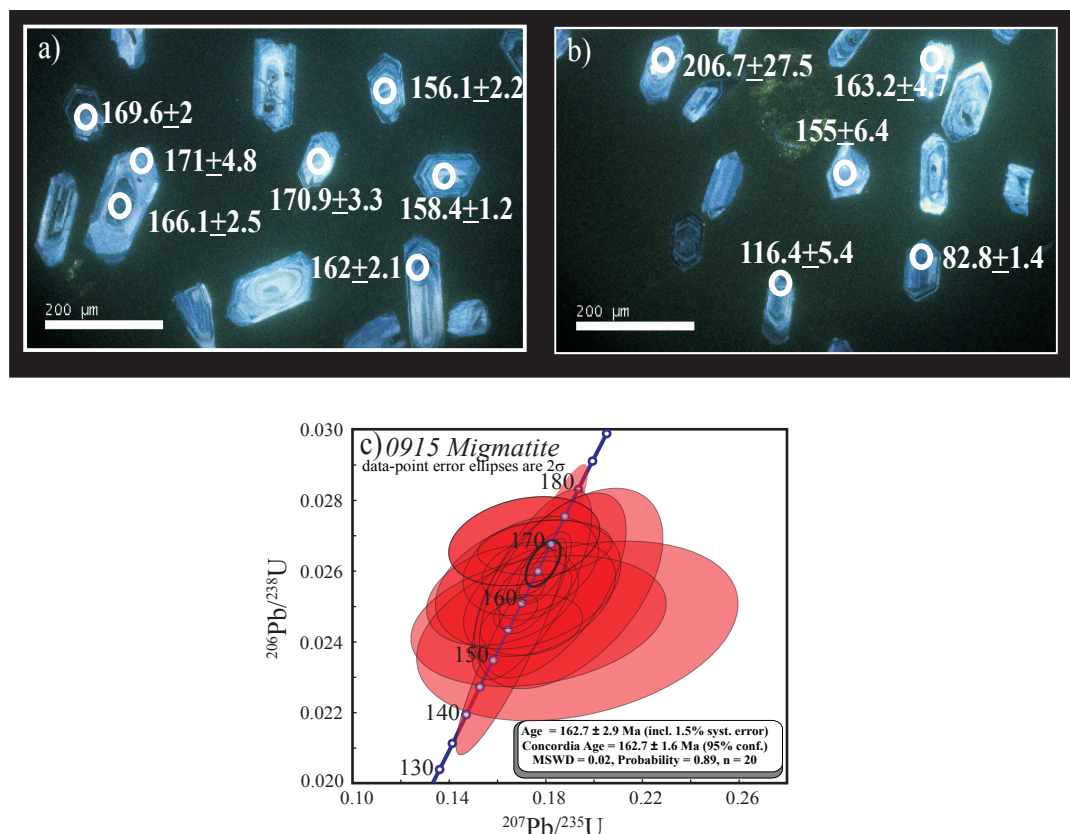 a)
169.6±2
156.1±2.2
171±4.8
170.9±3.3
158.4±1.2
166.1±2.5
162±2.1
200 µm
b)
206.7±27.5
163.2±4.7
155±6.4
116.4±5.4
82.8±1.4
200 µm
c) 0915 Migmatite
data-point error ellipses are 2σ
0.030
0.028
0.026
0.024
0.022
0.020
206Pb/238U
180
170
160
150
140
130
Age = 162.7 ± 2.9 Ma (incl. 1.5% syst. error)
Concordia Age = 162.7 ± 1.6 Ma (95% conf.)
MSWD = 0.02, Probability = 0.89, n = 20
0.10 0.14 0.18 0.22 0.26
207Pb/235U